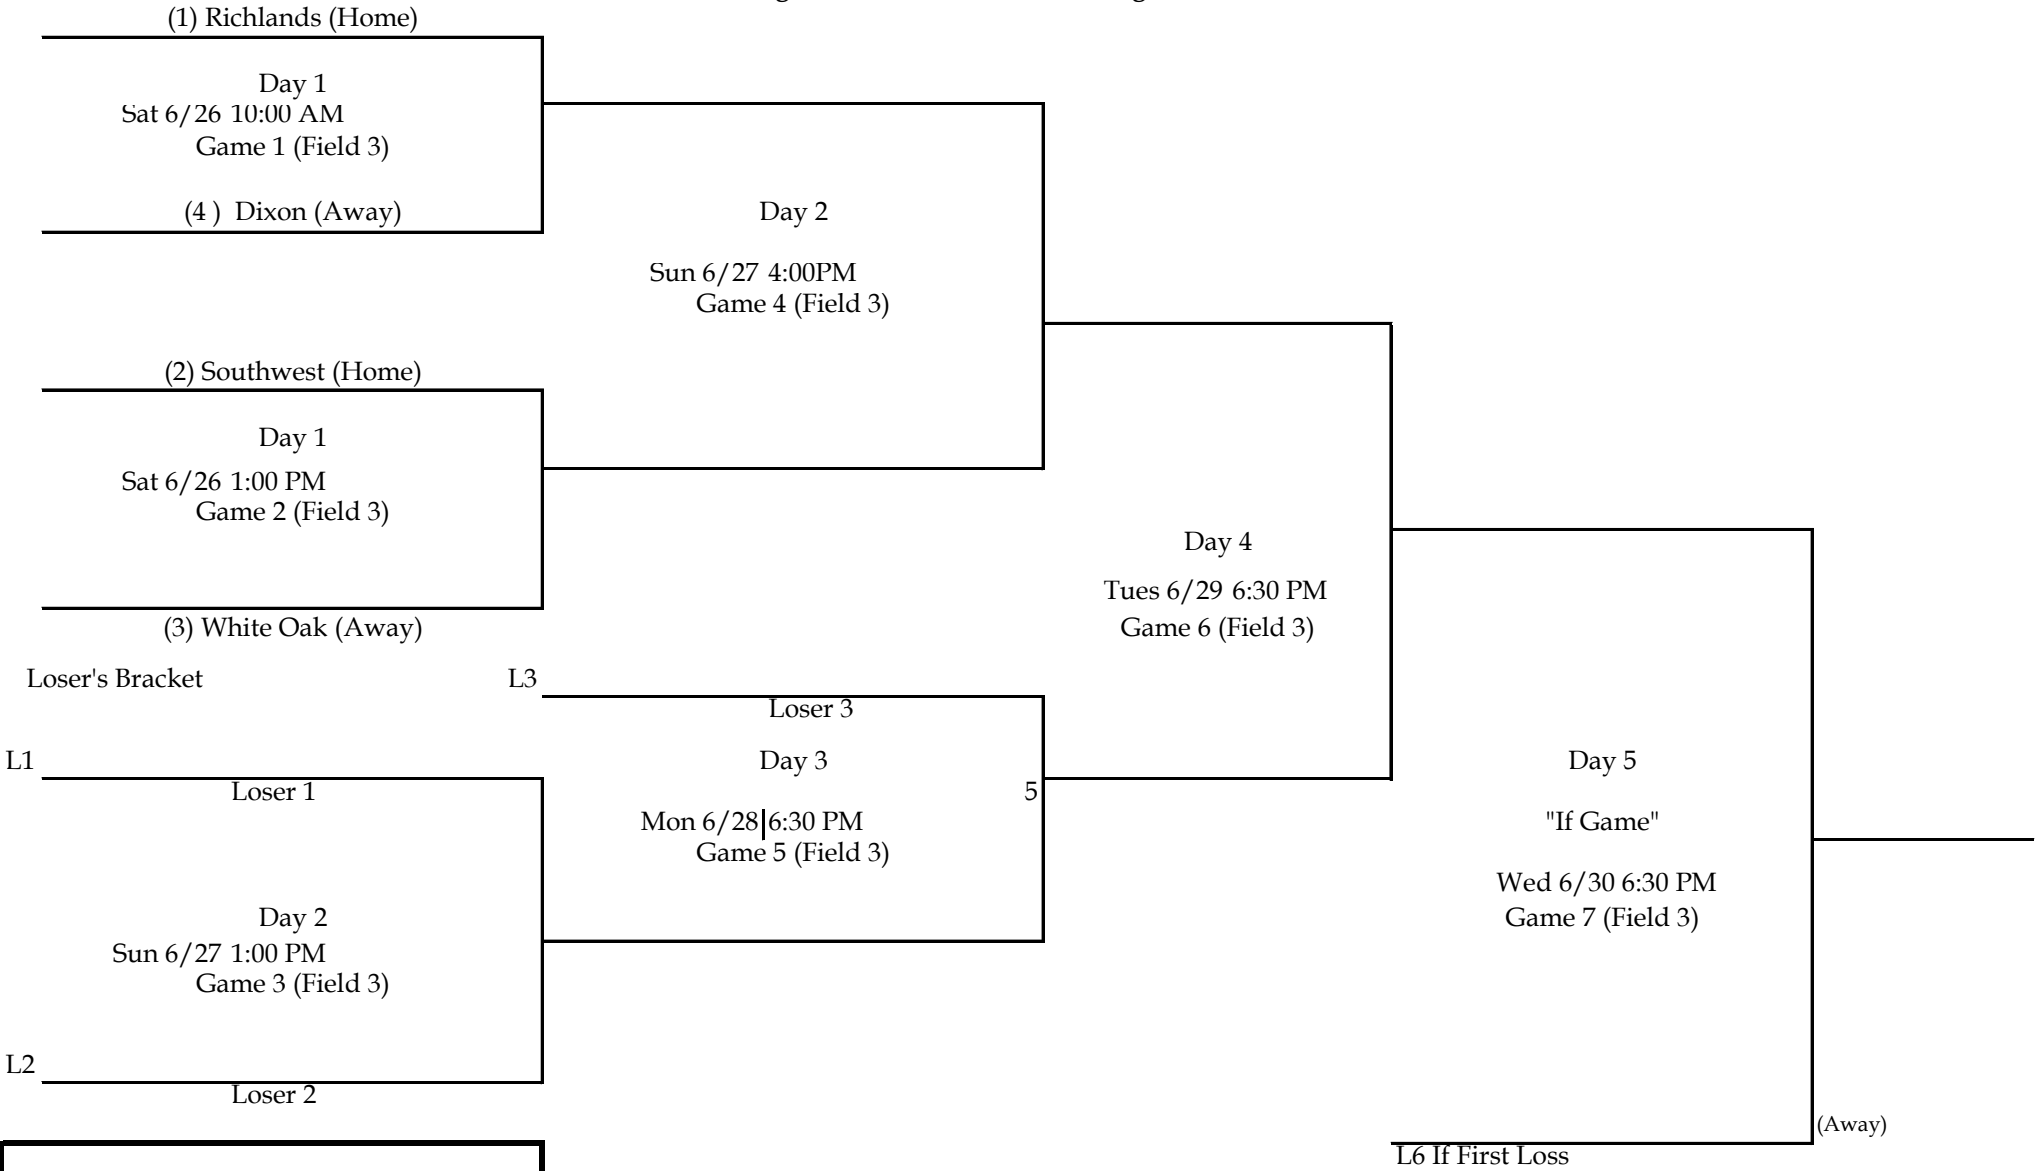 (1) Richlands (Home)
Day 1
Sat 6/26 10:00 AM
Game 1 (Field 3)
(4 ) Dixon (Away)
Day 2
Sun 6/27 4:00PM
Game 4 (Field 3)
(2) Southwest (Home)
Day 1
Sat 6/26 1:00 PM
Game 2 (Field 3)
(3) White Oak (Away)
Day 4
Tues 6/29 6:30 PM
Game 6 (Field 3)
Loser's Bracket
L3
Loser 3
L1
Loser 1
Day 3
5
Mon 6/28 6:30 PM
Game 5 (Field 3)
Day 5
"If Game"
Wed 6/30 6:30 PM
Game 7 (Field 3)
Day 2
Sun 6/27 1:00 PM
Game 3 (Field 3)
L2
Loser 2
(Away)
L6 If First Loss